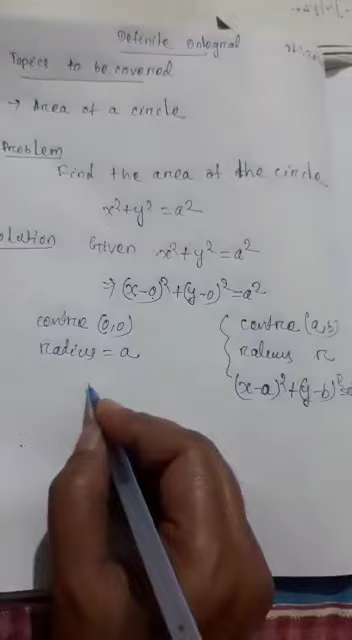 Definite Integral
Topics to be covered
→ Area of a circle
Problem
Find the area of the circle
x²+y²=a²
olution Given x²+y²=a²
⇒ (x-0)²+(y-0)²=a²
centre (0,0)
radius = a
centre (a,b)
radius r
(x-a)²+(y-b)²=